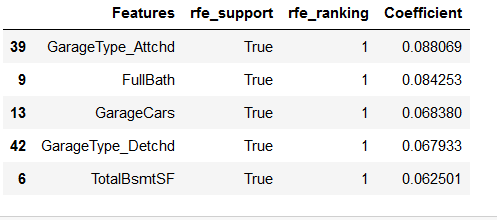 Features rfe_support rfe_ranking Coefficient
39 GarageType_Attchd True 1 0.088069
9 FullBath True 1 0.084253
13 GarageCars True 1 0.068380
42 GarageType_Detchd True 1 0.067933
6 TotalBsmtSF True 1 0.062501